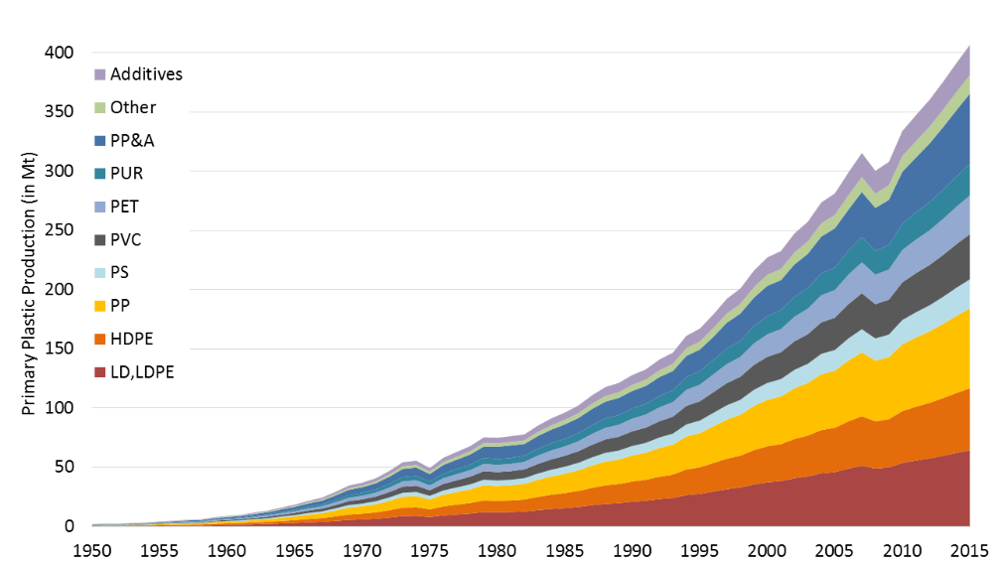 Primary Plastic Production (in Mt)
400
350
300
250
200
150
100
50
0
Additives
Other
PP&A
PUR
PET
PVC
PS
PP
HDPE
LD,LDPE
1950 1955 1960 1965 1970 1975 1980 1985 1990 1995 2000 2005 2010 2015